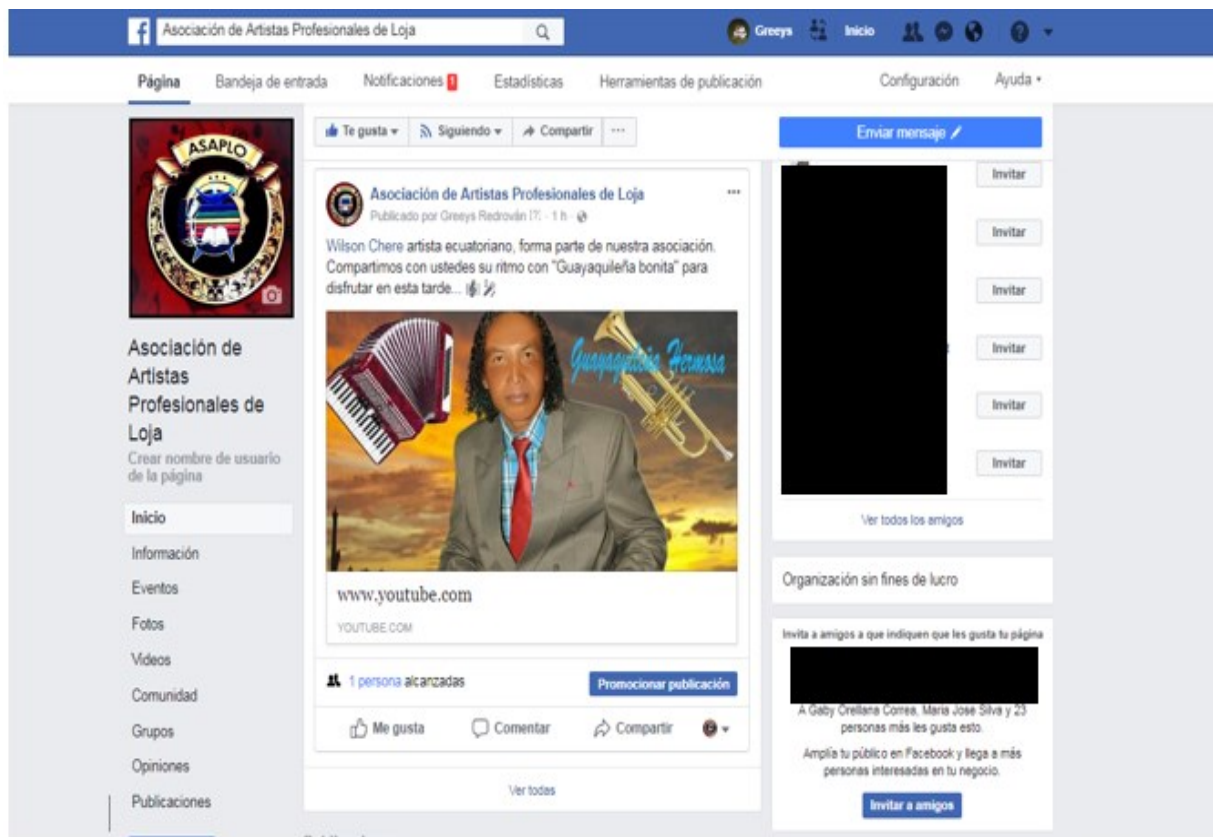 Asociación de Artistas Profesionales de Loja
Greeys
Inicio
Página
Bandeja de entrada
Notificaciones 1
Estadísticas
Herramientas de publicación
Configuración
Ayuda
ASAPLO
Asociación de
Artistas
Profesionales de
Loja
Crear nombre de usuario
de la página
Inicio
Información
Eventos
Fotos
Videos
Comunidad
Grupos
Opiniones
Publicaciones
Te gusta
Siguiendo
Compartir
Asociación de Artistas Profesionales de Loja
Publicado por Greeys Redrován [?] · 1 h ·
Wilson Chere artista ecuatoriano, forma parte de nuestra asociación.
Compartimos con ustedes su ritmo con "Guayaquileña bonita" para
disfrutar en esta tarde...
Guayaquileña Hermosa
www.youtube.com
YOUTUBE.COM
1 persona alcanzadas
Promocionar publicación
Me gusta
Comentar
Compartir
Ver todas
Enviar mensaje
Invitar
Invitar
Invitar
Invitar
Invitar
Invitar
Ver todos los amigos
Organización sin fines de lucro
Invita a amigos a que indiquen que les gusta tu página
A Gaby Orellana Correa, Maria Jose Silva y 23
personas más les gusta esto.
Amplía tu público en Facebook y llega a más
personas interesadas en tu negocio.
Invitar a amigos